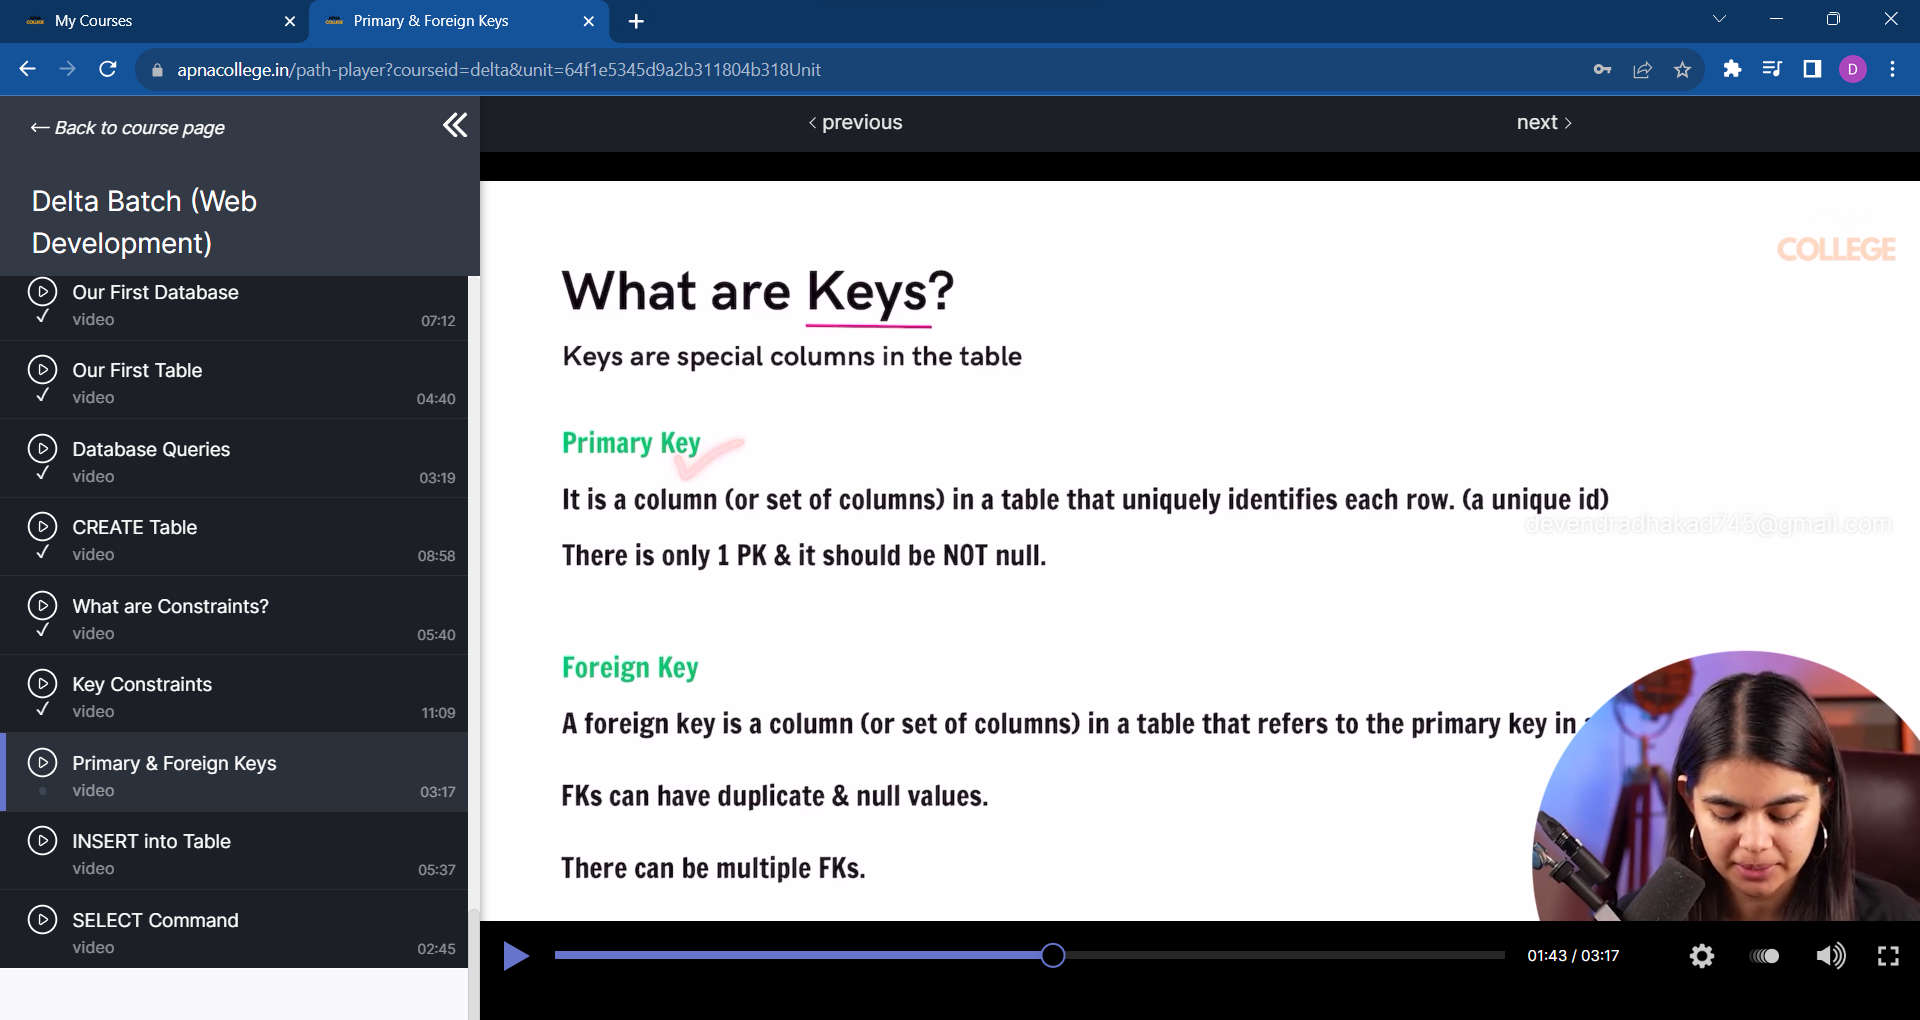 My Courses
Primary & Foreign Keys
apnacollege.in/path-player?courseid=delta&unit=64f1e5345d9a2b311804b318Unit
D
← Back to course page
Delta Batch (Web
Development)
Our First Database
video 07:12
Our First Table
video 04:40
Database Queries
video 03:19
CREATE Table
video 08:58
What are Constraints?
video 05:40
Key Constraints
video 11:09
Primary & Foreign Keys
video 03:17
INSERT into Table
video 05:37
SELECT Command
video 02:45
< previous
next >
COLLEGE
What are Keys?
Keys are special columns in the table
Primary Key
It is a column (or set of columns) in a table that uniquely identifies each row. (a unique id)
devendradhakad745@gmail.com
There is only 1 PK & it should be NOT null.
Foreign Key
A foreign key is a column (or set of columns) in a table that refers to the primary key in
FKs can have duplicate & null values.
There can be multiple FKs.
01:43 / 03:17